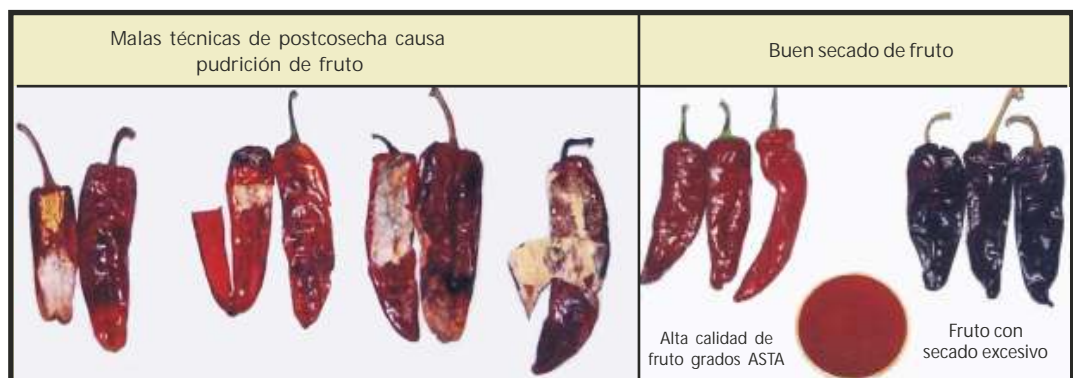 Malas técnicas de postcosecha causa
pudrición de fruto
Buen secado de fruto
Alta calidad de
fruto grados ASTA
Fruto con
secado excesivo